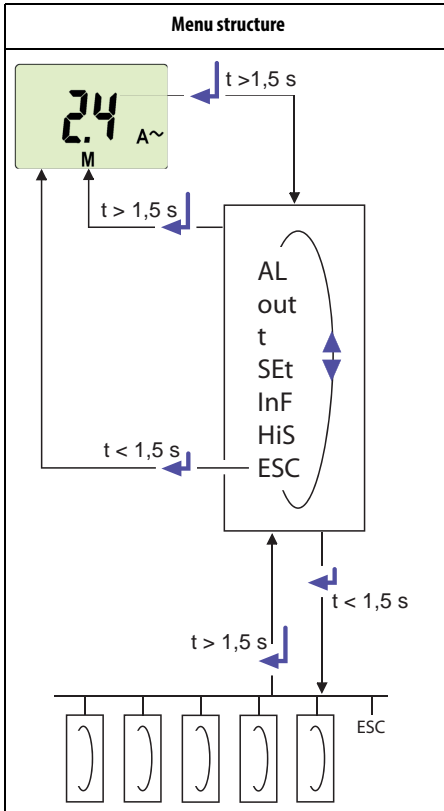 Menu structure
t >1,5 s
2.4
A~
M
t > 1,5 s
AL
out
t
SEt
InF
HiS
ESC
t < 1,5 s
t < 1,5 s
t > 1,5 s
ESC